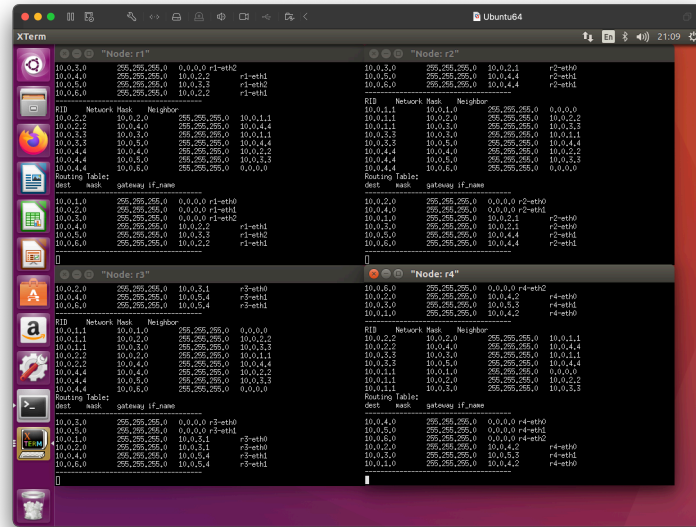 Ubuntu64
XTerm
En
21:09
"Node: r1"
10.0.3.0 255.255.255.0 0.0.0.0 r1-eth2
10.0.4.0 255.255.255.0 10.0.2.2 r1-eth1
10.0.5.0 255.255.255.0 10.0.3.3 r1-eth2
10.0.6.0 255.255.255.0 10.0.2.2 r1-eth1
RID Network Mask Neighbor
10.0.2.2 10.0.2.0 255.255.255.0 10.0.1.1
10.0.2.2 10.0.4.0 255.255.255.0 10.0.4.4
10.0.3.3 10.0.3.0 255.255.255.0 10.0.1.1
10.0.3.3 10.0.5.0 255.255.255.0 10.0.4.4
10.0.4.4 10.0.4.0 255.255.255.0 10.0.2.2
10.0.4.4 10.0.5.0 255.255.255.0 10.0.3.3
10.0.4.4 10.0.6.0 255.255.255.0 0.0.0.0
Routing Table:
dest mask gateway if_name
10.0.1.0 255.255.255.0 0.0.0.0 r1-eth0
10.0.2.0 255.255.255.0 0.0.0.0 r1-eth1
10.0.3.0 255.255.255.0 0.0.0.0 r1-eth2
10.0.4.0 255.255.255.0 10.0.2.2 r1-eth1
10.0.5.0 255.255.255.0 10.0.3.3 r1-eth2
10.0.6.0 255.255.255.0 10.0.2.2 r1-eth1
"Node: r2"
10.0.3.0 255.255.255.0 10.0.2.1 r2-eth0
10.0.5.0 255.255.255.0 10.0.4.4 r2-eth1
10.0.6.0 255.255.255.0 10.0.4.4 r2-eth1
RID Network Mask Neighbor
10.0.1.1 10.0.1.0 255.255.255.0 0.0.0.0
10.0.1.1 10.0.2.0 255.255.255.0 10.0.2.2
10.0.1.1 10.0.3.0 255.255.255.0 10.0.3.3
10.0.3.3 10.0.3.0 255.255.255.0 10.0.1.1
10.0.3.3 10.0.5.0 255.255.255.0 10.0.4.4
10.0.4.4 10.0.4.0 255.255.255.0 10.0.2.2
10.0.4.4 10.0.5.0 255.255.255.0 10.0.3.3
10.0.4.4 10.0.6.0 255.255.255.0 0.0.0.0
Routing Table:
dest mask gateway if_name
10.0.2.0 255.255.255.0 0.0.0.0 r2-eth0
10.0.4.0 255.255.255.0 0.0.0.0 r2-eth1
10.0.1.0 255.255.255.0 10.0.2.1 r2-eth0
10.0.3.0 255.255.255.0 10.0.2.1 r2-eth0
10.0.5.0 255.255.255.0 10.0.4.4 r2-eth1
10.0.6.0 255.255.255.0 10.0.4.4 r2-eth1
"Node: r3"
10.0.2.0 255.255.255.0 10.0.3.1 r3-eth0
10.0.4.0 255.255.255.0 10.0.5.4 r3-eth1
10.0.6.0 255.255.255.0 10.0.5.4 r3-eth1
RID Network Mask Neighbor
10.0.1.1 10.0.1.0 255.255.255.0 0.0.0.0
10.0.1.1 10.0.2.0 255.255.255.0 10.0.2.2
10.0.1.1 10.0.3.0 255.255.255.0 10.0.3.3
10.0.2.2 10.0.2.0 255.255.255.0 10.0.1.1
10.0.2.2 10.0.4.0 255.255.255.0 10.0.4.4
10.0.4.4 10.0.4.0 255.255.255.0 10.0.2.2
10.0.4.4 10.0.5.0 255.255.255.0 10.0.3.3
10.0.4.4 10.0.6.0 255.255.255.0 0.0.0.0
Routing Table:
dest mask gateway if_name
10.0.3.0 255.255.255.0 0.0.0.0 r3-eth0
10.0.5.0 255.255.255.0 0.0.0.0 r3-eth1
10.0.1.0 255.255.255.0 10.0.3.1 r3-eth0
10.0.2.0 255.255.255.0 10.0.3.1 r3-eth0
10.0.4.0 255.255.255.0 10.0.5.4 r3-eth1
10.0.6.0 255.255.255.0 10.0.5.4 r3-eth1
"Node: r4"
10.0.6.0 255.255.255.0 0.0.0.0 r4-eth2
10.0.2.0 255.255.255.0 10.0.4.2 r4-eth0
10.0.3.0 255.255.255.0 10.0.5.3 r4-eth1
10.0.1.0 255.255.255.0 10.0.4.2 r4-eth0
RID Network Mask Neighbor
10.0.2.2 10.0.2.0 255.255.255.0 10.0.1.1
10.0.2.2 10.0.4.0 255.255.255.0 10.0.4.4
10.0.3.3 10.0.3.0 255.255.255.0 10.0.1.1
10.0.3.3 10.0.5.0 255.255.255.0 10.0.4.4
10.0.1.1 10.0.1.0 255.255.255.0 0.0.0.0
10.0.1.1 10.0.2.0 255.255.255.0 10.0.2.2
10.0.1.1 10.0.3.0 255.255.255.0 10.0.3.3
Routing Table:
dest mask gateway if_name
10.0.4.0 255.255.255.0 0.0.0.0 r4-eth0
10.0.5.0 255.255.255.0 0.0.0.0 r4-eth1
10.0.6.0 255.255.255.0 0.0.0.0 r4-eth2
10.0.2.0 255.255.255.0 10.0.4.2 r4-eth0
10.0.3.0 255.255.255.0 10.0.5.3 r4-eth1
10.0.1.0 255.255.255.0 10.0.4.2 r4-eth0
A
a
>_
X
TERM